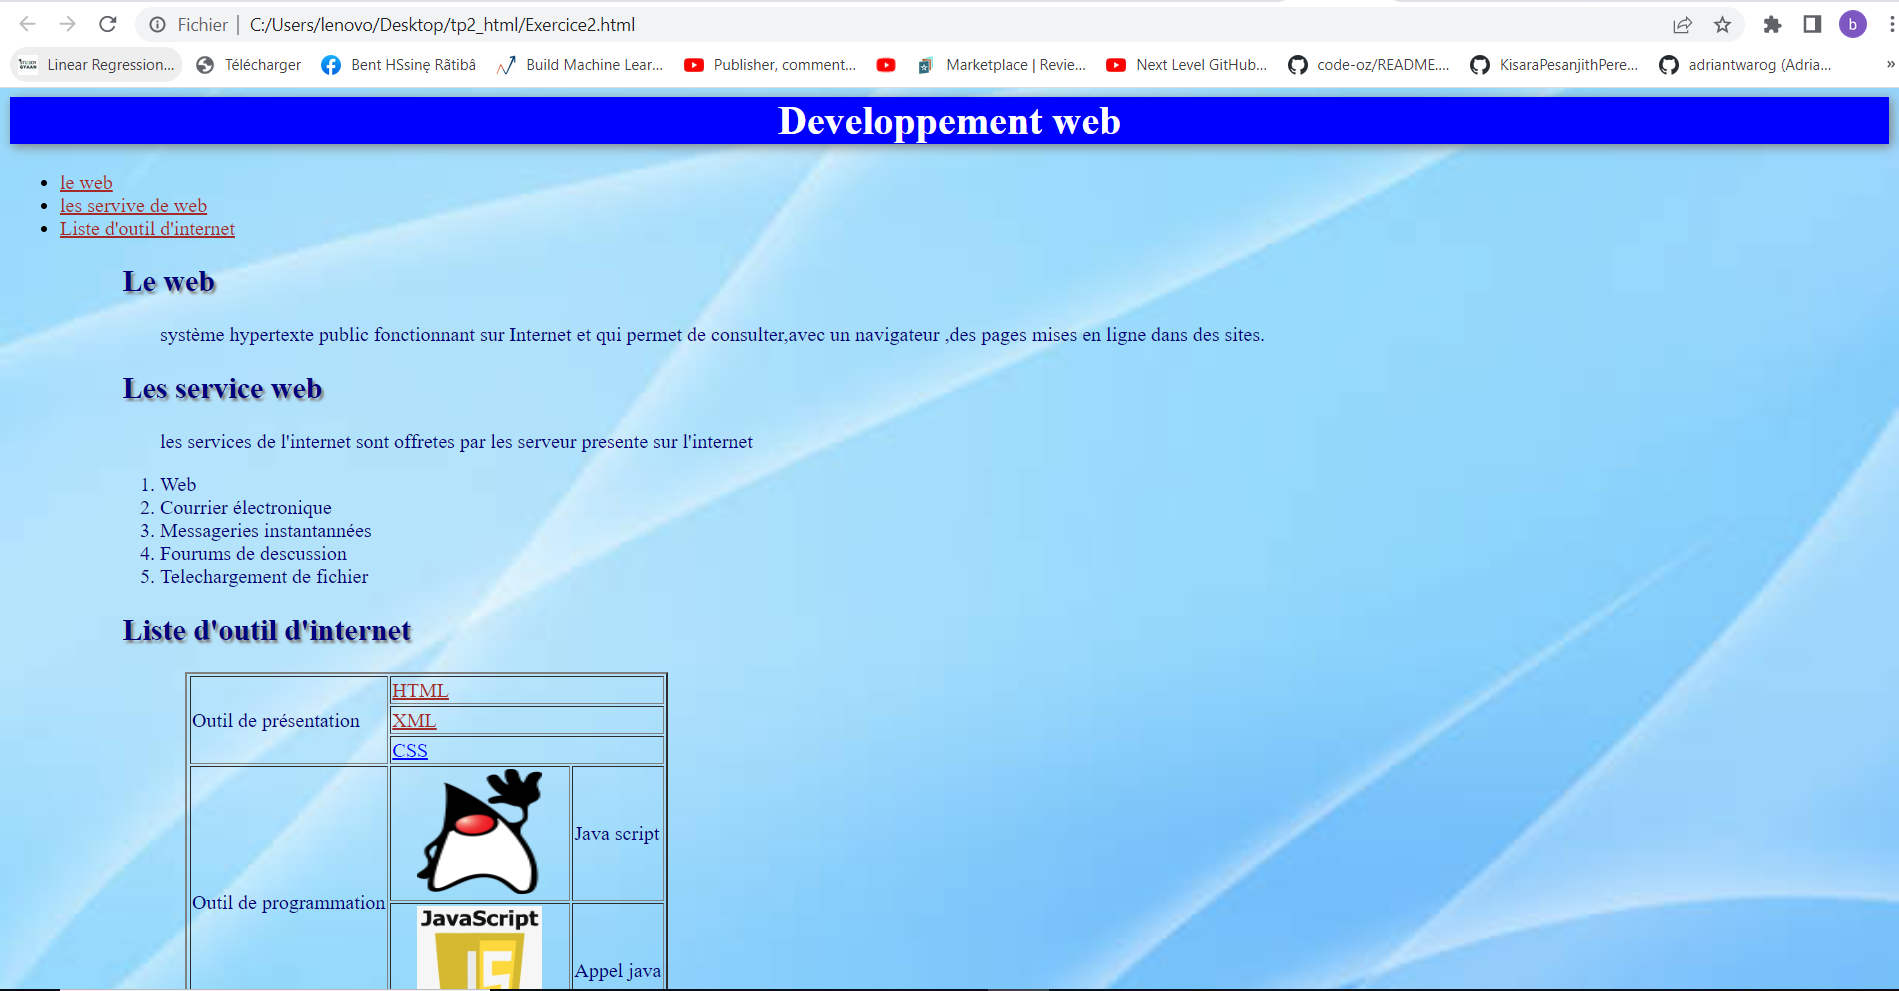 Fichier | C:/Users/lenovo/Desktop/tp2_html/Exercice2.html
b
Linear Regression... Télécharger Bent HSsinę Rãtibâ Build Machine Lear... Publisher, comment... Marketplace | Revie... Next Level GitHub... code-oz/README.... KisaraPesanjithPere... adriantwarog (Adria... »
Developpement web
• le web
• les servive de web
• Liste d'outil d'internet
Le web
système hypertexte public fonctionnant sur Internet et qui permet de consulter,avec un navigateur ,des pages mises en ligne dans des sites.
Les service web
les services de l'internet sont offretes par les serveur presente sur l'internet
1. Web
2. Courrier électronique
3. Messageries instantannées
4. Fourums de descussion
5. Telechargement de fichier
Liste d'outil d'internet
Outil de présentation
HTML
XML
CSS
Outil de programmation
Java script
JavaScript
JS
Appel java